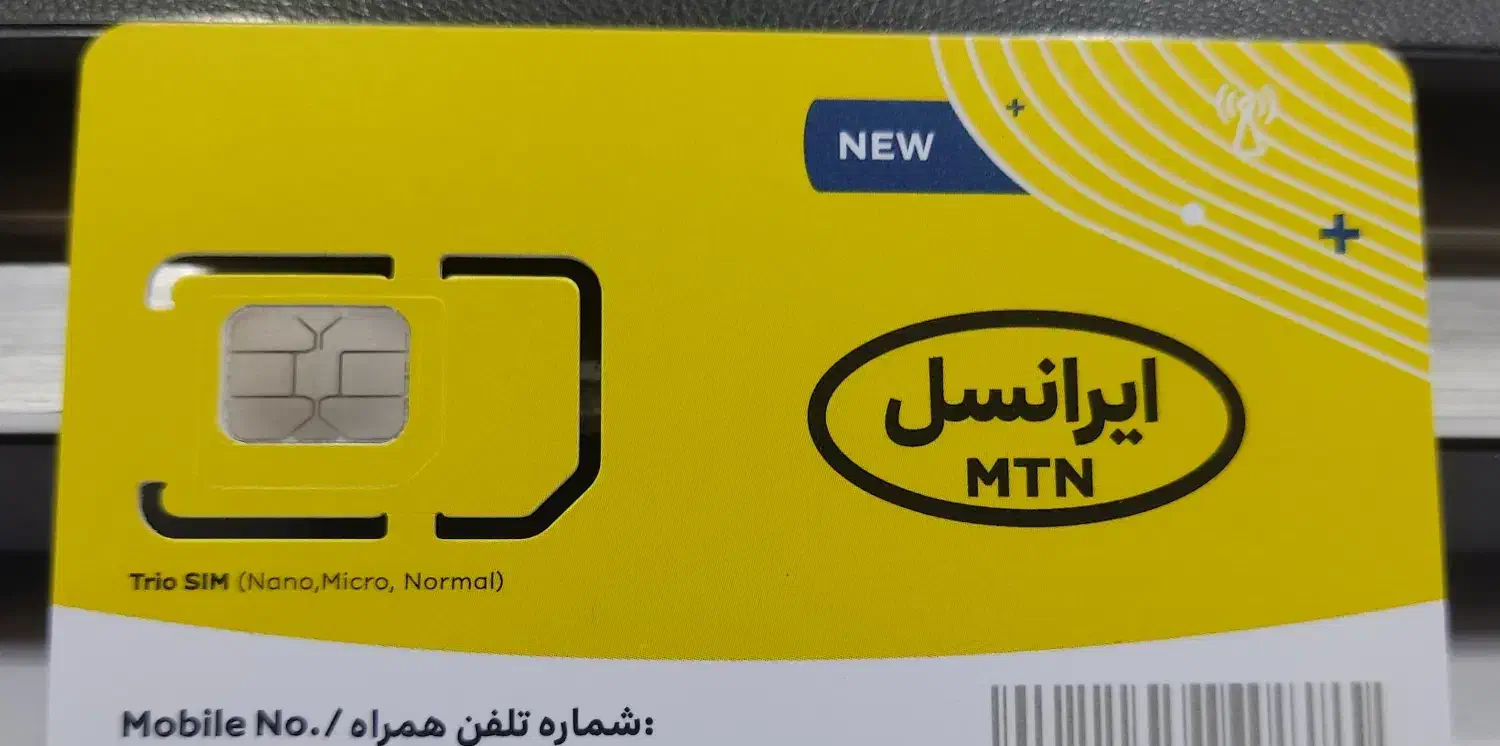 NEW
ایرانسل
MTN
Trio SIM (Nano,Micro, Normal)
Mobile No./ شماره تلفن همراه: